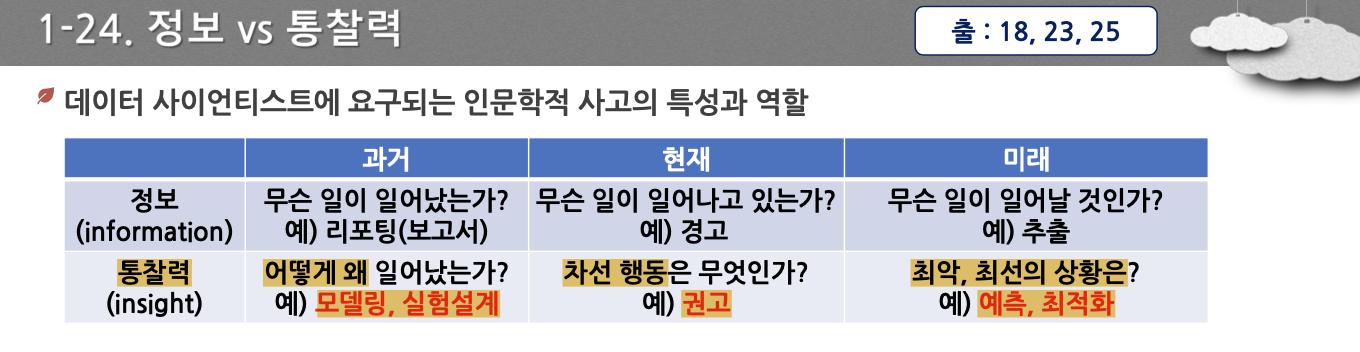 1-24. 정보 vs 통찰력
출 : 18, 23, 25
데이터 사이언티스트에 요구되는 인문학적 사고의 특성과 역할
과거 현재 미래
정보 무슨 일이 일어났는가? 무슨 일이 일어나고 있는가? 무슨 일이 일어날 것인가?
(information) 예) 리포팅(보고서) 예) 경고 예) 추출
통찰력 어떻게 왜 일어났는가? 차선 행동은 무엇인가? 최악, 최선의 상황은?
(insight) 예) 모델링, 실험설계 예) 권고 예) 예측, 최적화